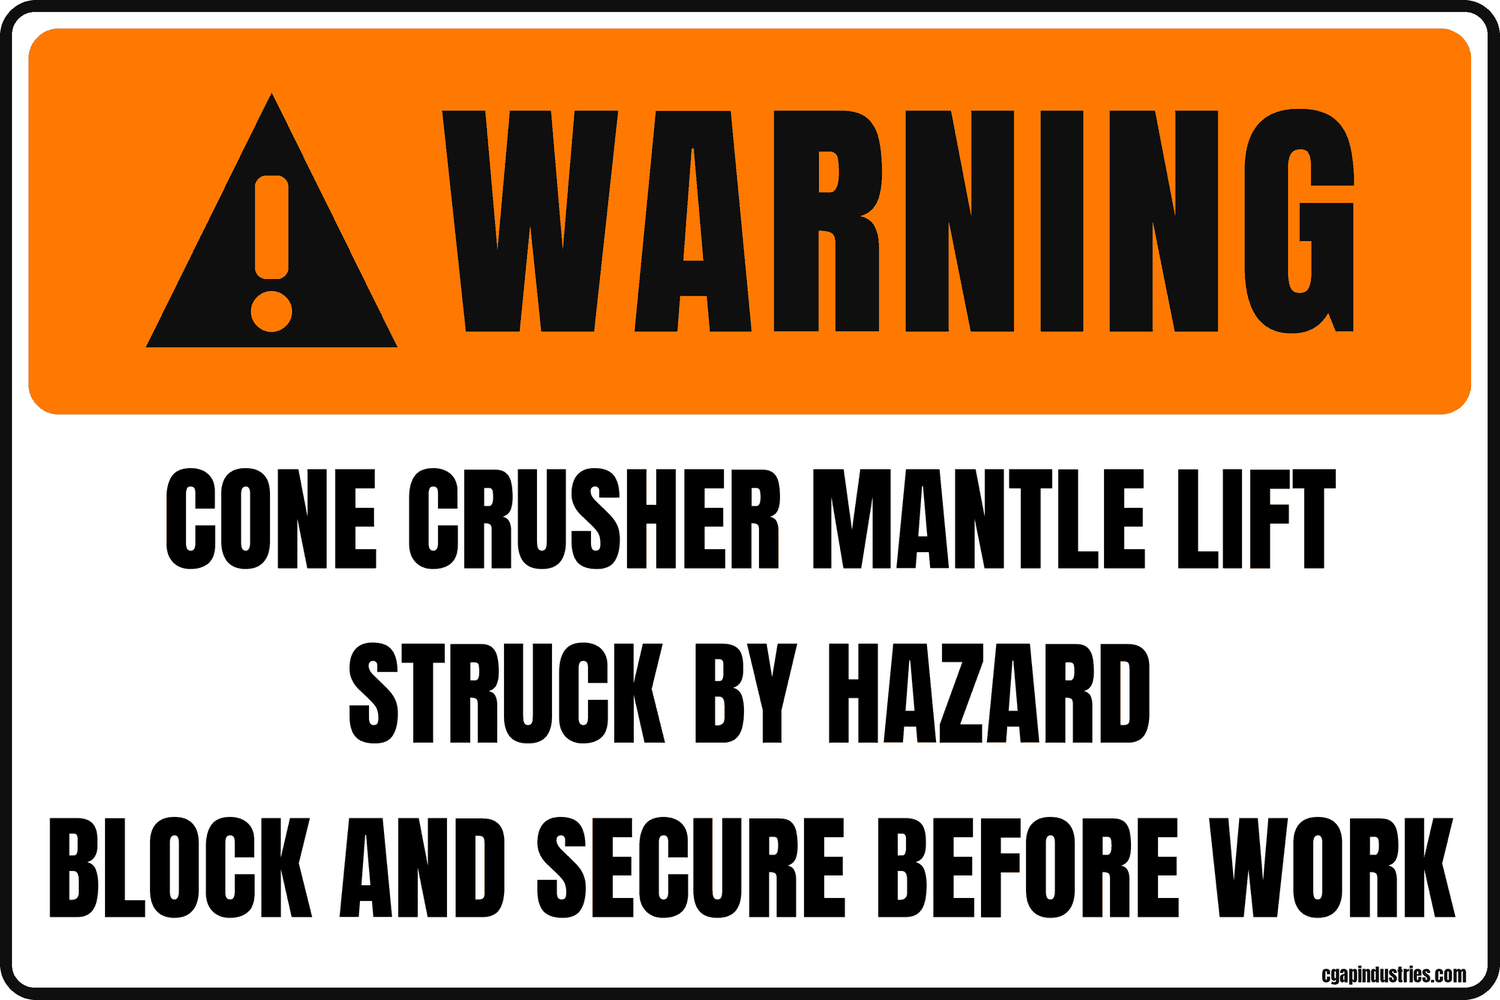 WARNING
CONE CRUSHER MANTLE LIFT
STRUCK BY HAZARD
BLOCK AND SECURE BEFORE WORK
cgapindustries.com